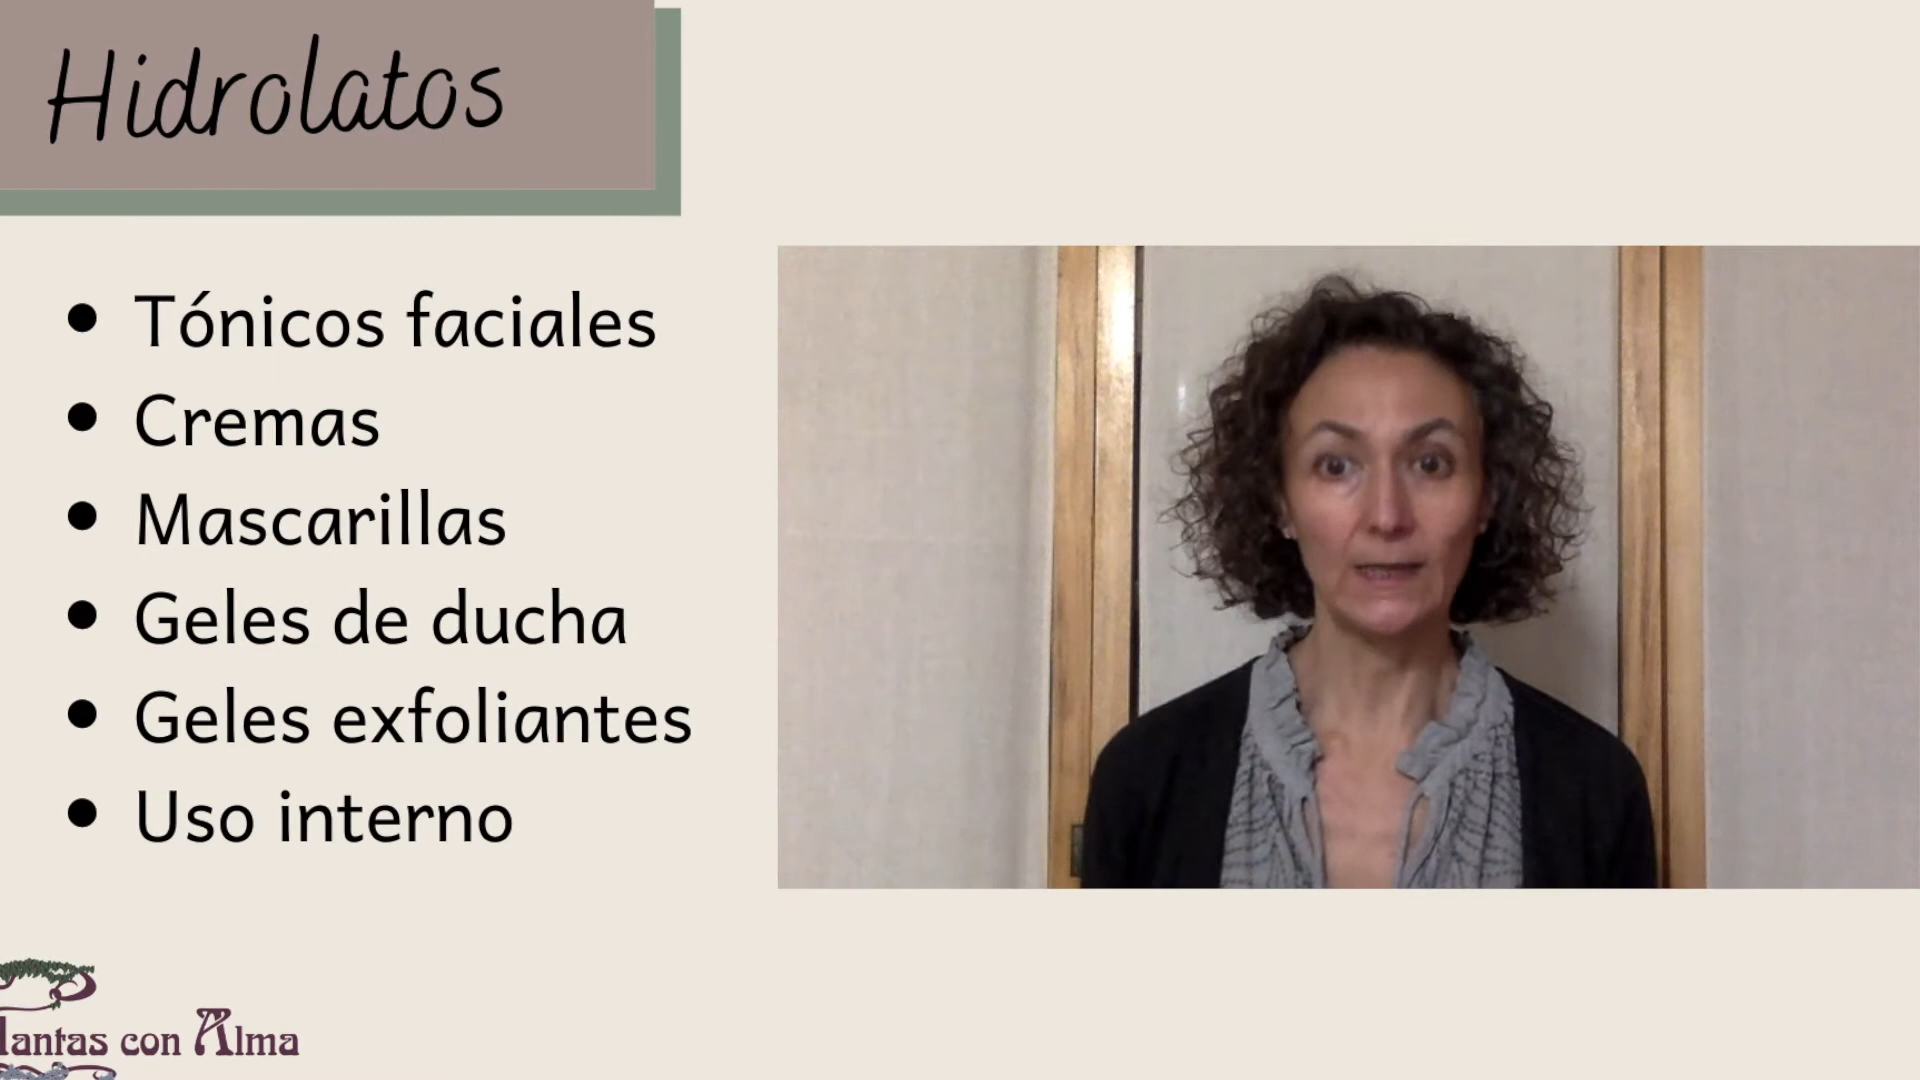 Hidrolatos
Tónicos faciales
Cremas
Mascarillas
Geles de ducha
Geles exfoliantes
Uso interno
lantas con Alma